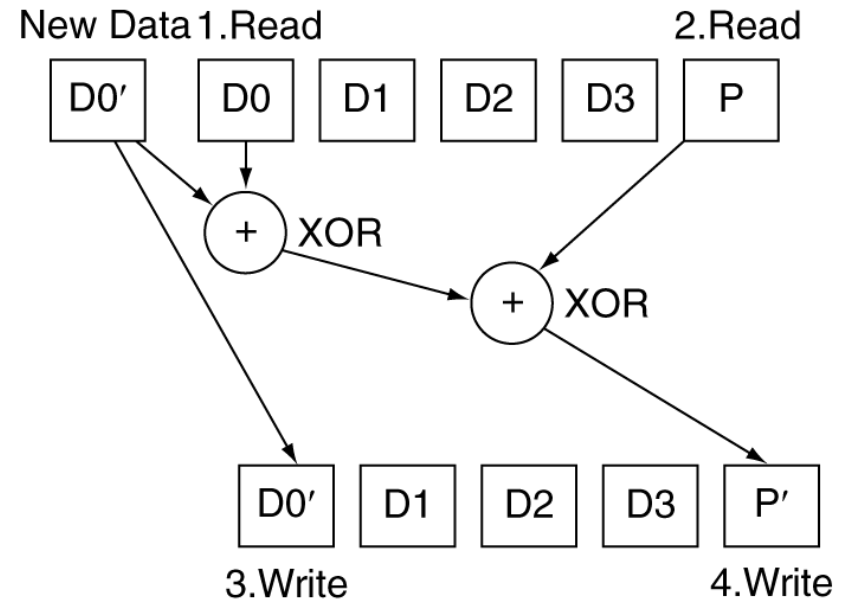 New Data 1.Read 2.Read
D0′ D0 D1 D2 D3 P
+ XOR
+ XOR
D0′ D1 D2 D3 P′
3.Write 4.Write